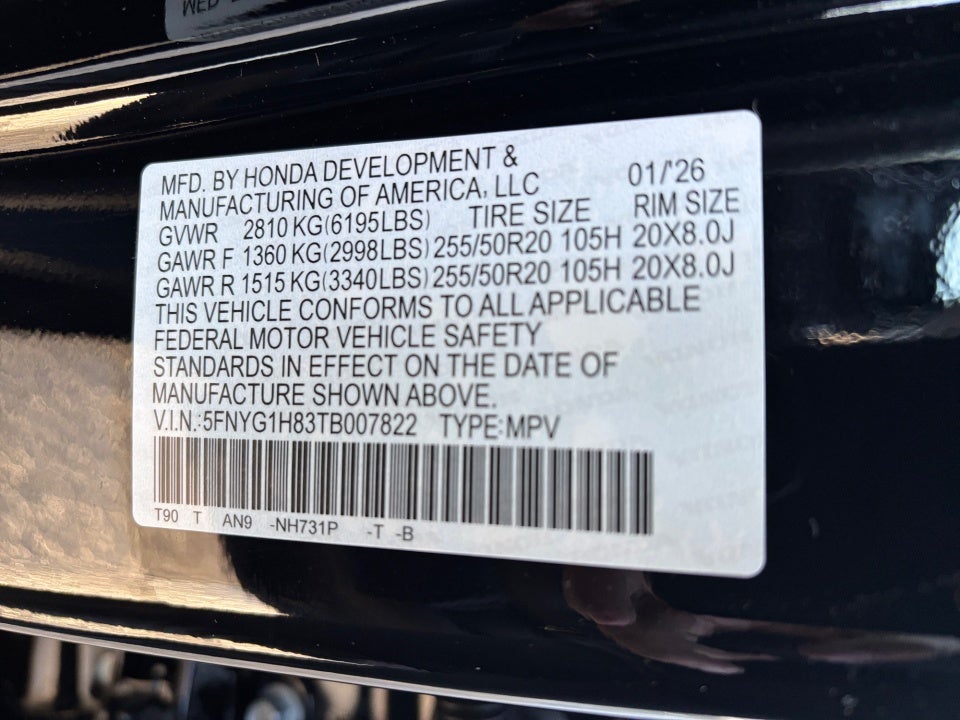 MFD. BY HONDA DEVELOPMENT &
MANUFACTURING OF AMERICA, LLC 01/'26
GVWR 2810 KG(6195LBS) TIRE SIZE RIM SIZE
GAWR F 1360 KG(2998LBS) 255/50R20 105H 20X8.0J
GAWR R 1515 KG(3340LBS) 255/50R20 105H 20X8.0J
THIS VEHICLE CONFORMS TO ALL APPLICABLE
FEDERAL MOTOR VEHICLE SAFETY
STANDARDS IN EFFECT ON THE DATE OF
MANUFACTURE SHOWN ABOVE.
V.I.N.:5FNYG1H83TB007822 TYPE:MPV
T90 T AN9 -NH731P -T -B